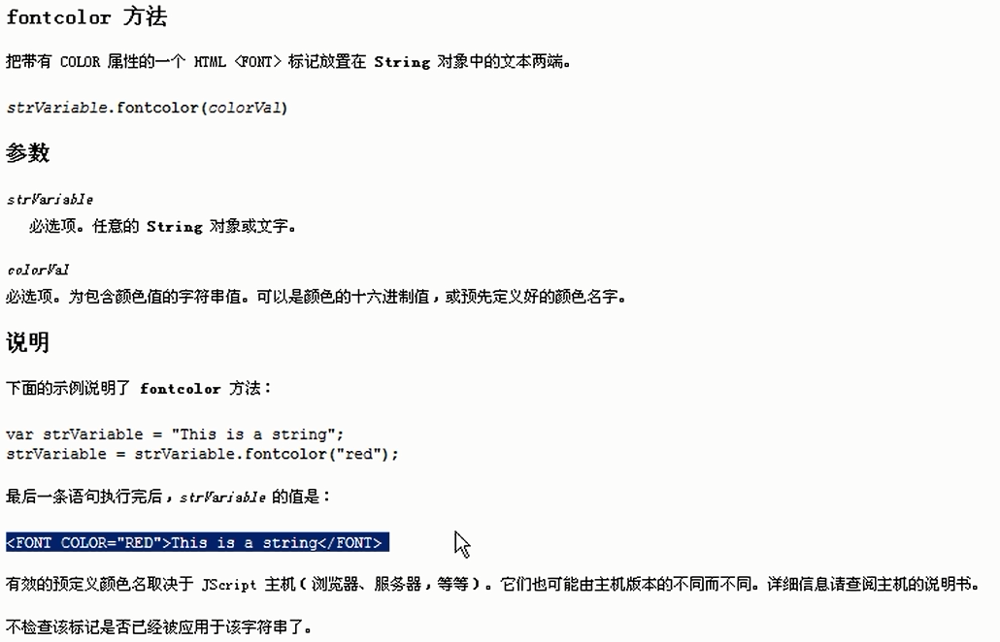 fontcolor 方法
把带有 COLOR 属性的一个 HTML <FONT> 标记放置在 String 对象中的文本两端。
strVariable.fontcolor(colorVal)
参数
strVariable
必选项。任意的 String 对象或文字。
colorVal
必选项。为包含颜色值的字符串值。可以是颜色的十六进制值，或预先定义好的颜色名字。
说明
下面的示例说明了 fontcolor 方法：
var strVariable = "This is a string";
strVariable = strVariable.fontcolor("red");
最后一条语句执行完后，strVariable 的值是：
<FONT COLOR="RED">This is a string</FONT>
有效的预定义颜色名取决于 JScript 主机（浏览器、服务器，等等）。它们也可能由主机版本的不同而不同。详细信息请查阅主机的说明书。
不检查该标记是否已经被应用于该字符串了。